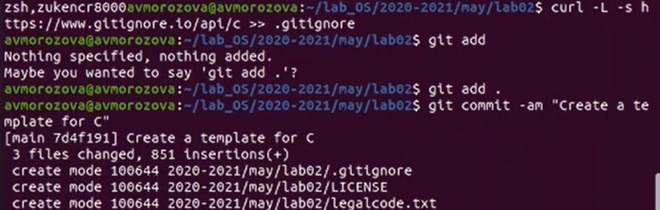 zsh,zukencr8000avmorozova@avmorozova:~/lab_OS/2020-2021/may/lab02$ curl -L -s h
ttps://www.gitignore.io/api/c >> .gitignore
avmorozova@avmorozova:~/lab_OS/2020-2021/may/lab02$ git add
Nothing specified, nothing added.
Maybe you wanted to say 'git add .'?
avmorozova@avmorozova:~/lab_OS/2020-2021/may/lab02$ git add .
avmorozova@avmorozova:~/lab_OS/2020-2021/may/lab02$ git commit -am "Create a te
mplate for C"
[main 7d4f191] Create a template for C
 3 files changed, 851 insertions(+)
 create mode 100644 2020-2021/may/lab02/.gitignore
 create mode 100644 2020-2021/may/lab02/LICENSE
 create mode 100644 2020-2021/may/lab02/legalcode.txt